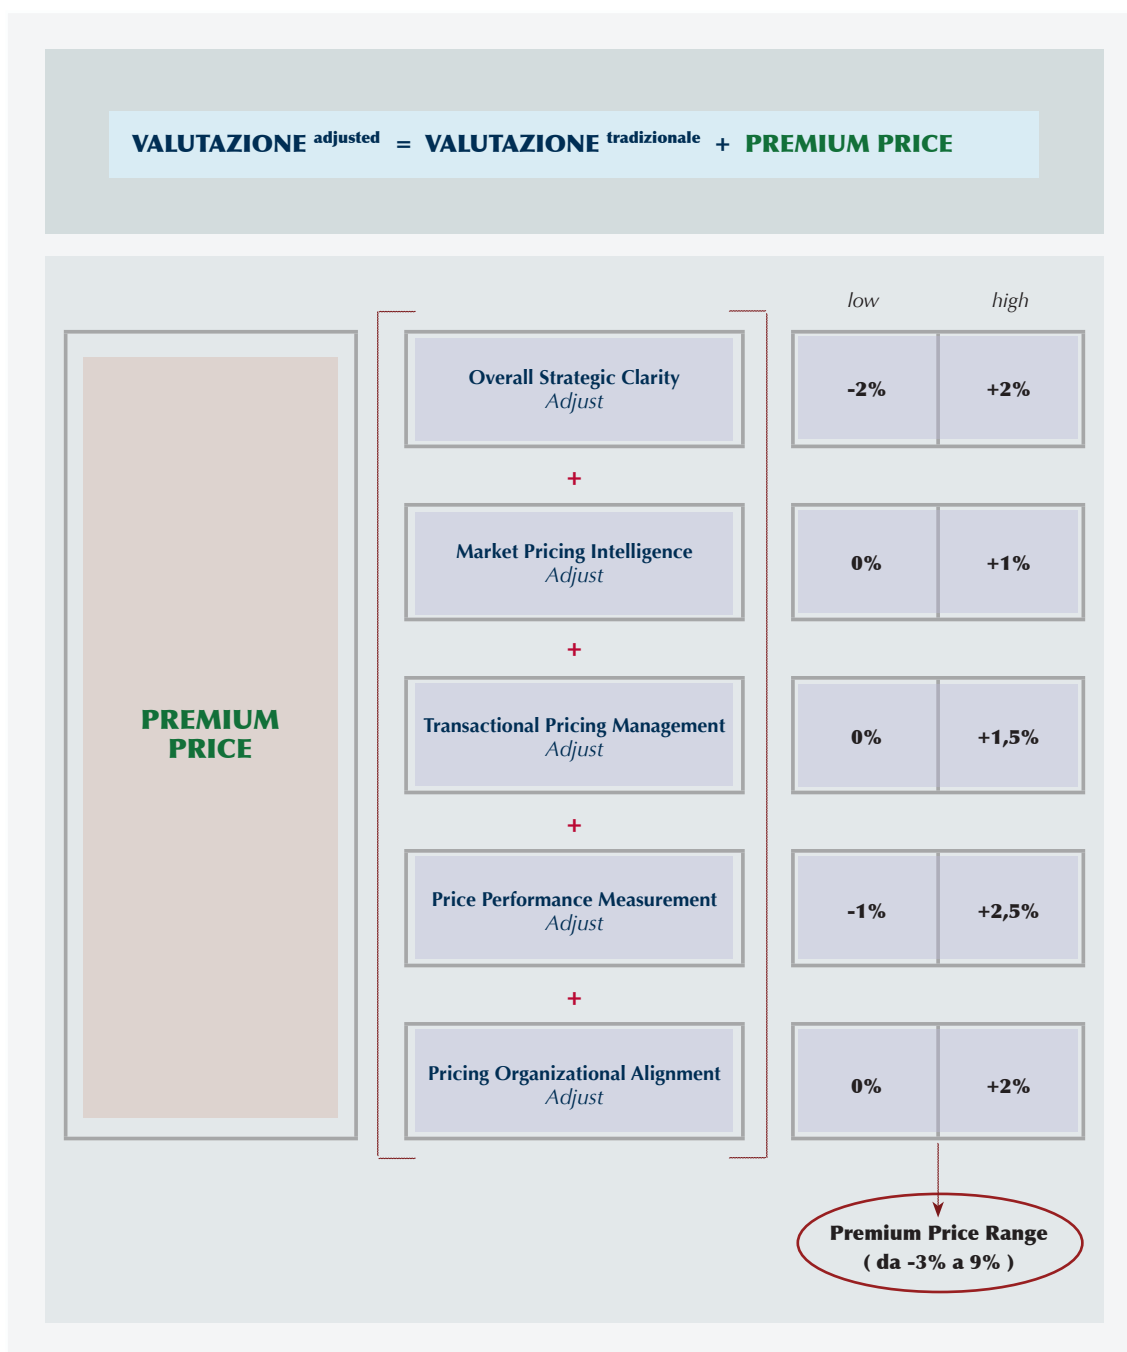 VALUTAZIONE adjusted = VALUTAZIONE tradizionale + PREMIUM PRICE
low high
PREMIUM
PRICE
Overall Strategic Clarity
Adjust
-2% +2%
+
Market Pricing Intelligence
Adjust
0% +1%
+
Transactional Pricing Management
Adjust
0% +1,5%
+
Price Performance Measurement
Adjust
-1% +2,5%
+
Pricing Organizational Alignment
Adjust
0% +2%
Premium Price Range
( da -3% a 9% )